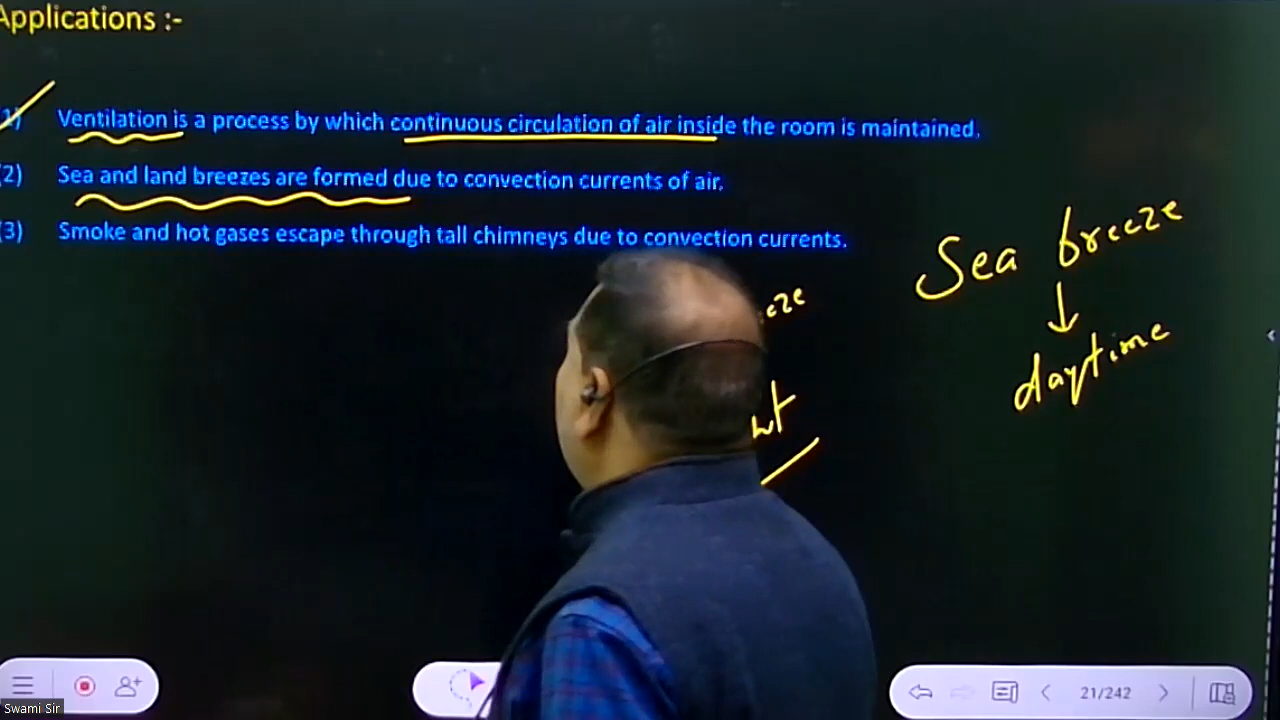 Applications :-
(1) Ventilation is a process by which continuous circulation of air inside the room is maintained.
(2) Sea and land breezes are formed due to convection currents of air.
(3) Smoke and hot gases escape through tall chimneys due to convection currents.
Sea breeze
daytime
21/242
Swami Sir